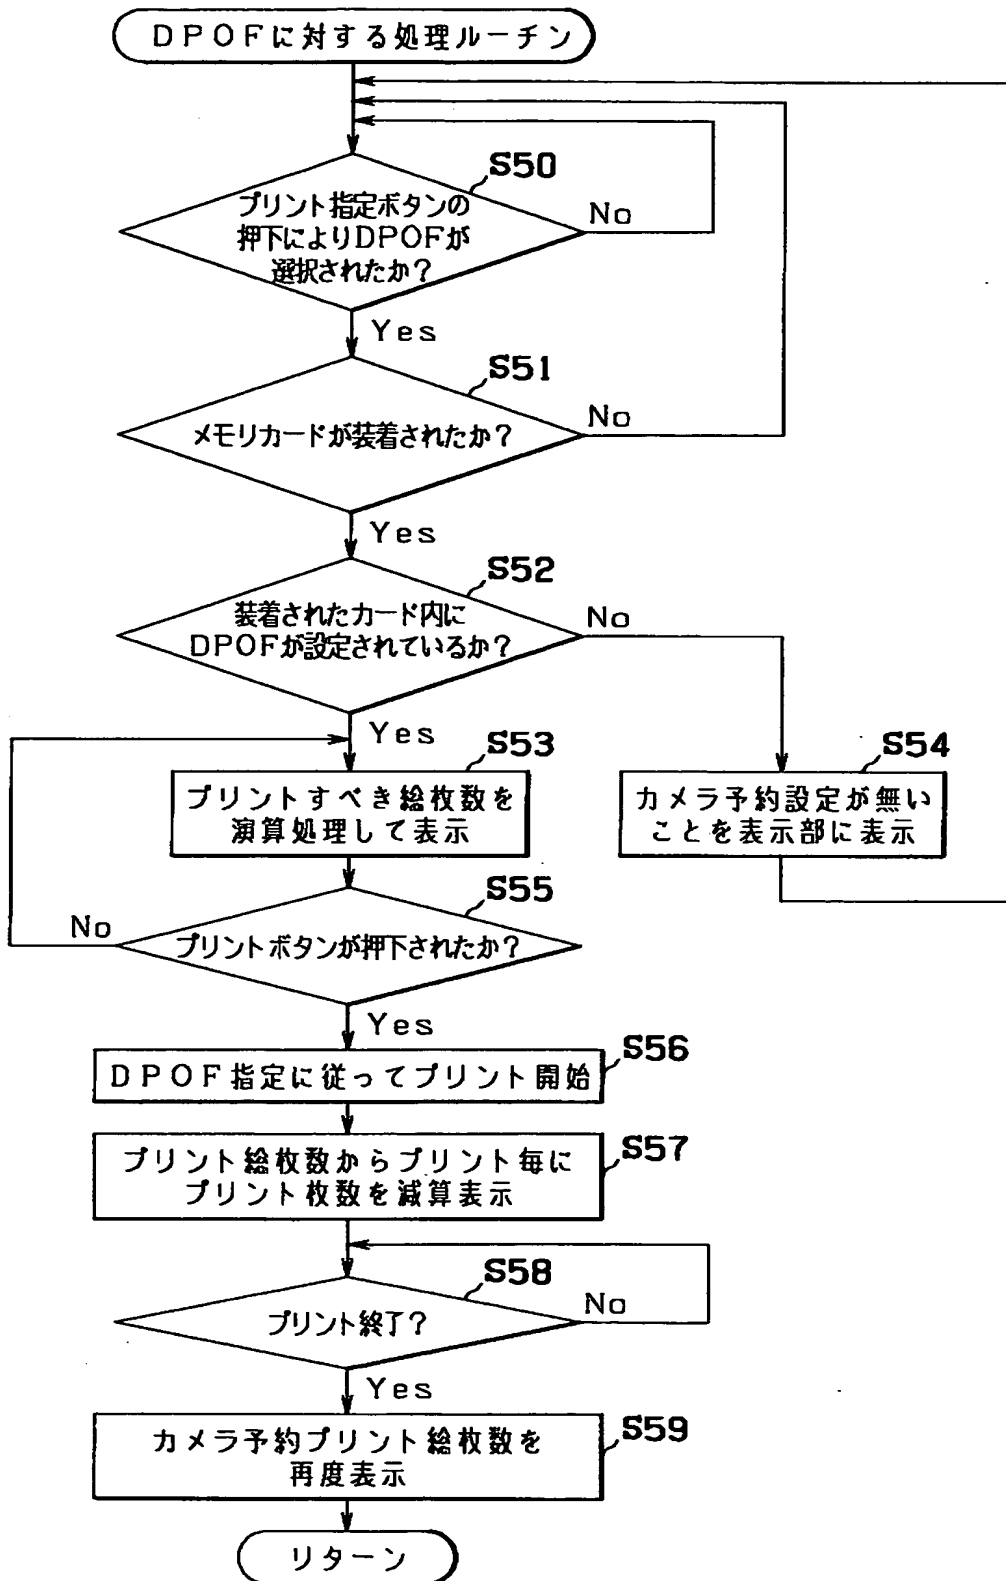 DPOFに対する処理ルーチン
S50
プリント指定ボタンの
押下によりDPOFが
選択されたか?
No
Yes
S51
メモリカードが装着されたか?
No
Yes
S52
装着されたカード内に
DPOFが設定されているか?
No
Yes
S53
プリントすべき総枚数を
演算処理して表示
S54
カメラ予約設定が無い
ことを表示部に表示
S55
プリントボタンが押下されたか?
No
Yes
S56
DPOF指定に従ってプリント開始
S57
プリント総枚数からプリント毎に
プリント枚数を減算表示
S58
プリント終了?
No
Yes
S59
カメラ予約プリント総枚数を
再度表示
リターン